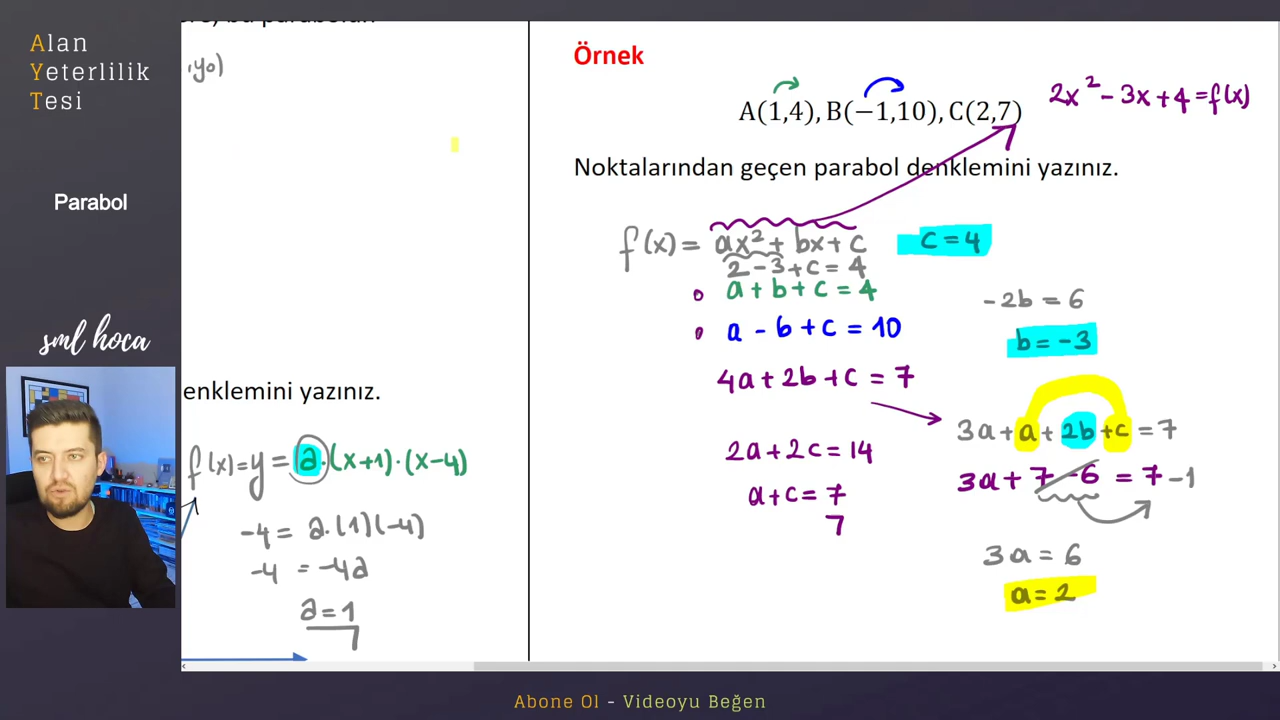 Alan
Yeterlilik
Tesi
Parabol
sml hoca
,yo)
enklemini yazınız.
f(x)=y = a.(x+1).(x-4)
-4 = a.(1)(-4)
-4 = -4a
a=1
Örnek
A(1,4), B(−1,10), C(2,7)
2x² - 3x + 4 = f(x)
Noktalarından geçen parabol denklemini yazınız.
f(x) = ax² + bx + c
2 - 3 + c = 4
c = 4
a + b + c = 4
a - b + c = 10
4a + 2b + c = 7
2a + 2c = 14
a + c = 7
-2b = 6
b = -3
3a + a + 2b + c = 7
3a + 7 - 6 = 7 - 1
3a = 6
a = 2
Abone Ol - Videoyu Beğen